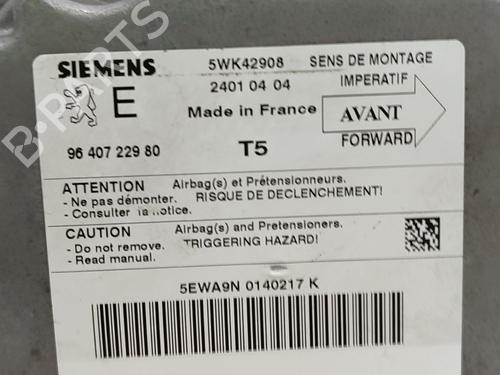 SIEMENS
5WK42908
SENS DE MONTAGE
IMPERATIF
E
2401 04 04
Made in France
AVANT
FORWARD
96 407 229 80
T5
ATTENTION
Airbag(s) et Prétensionneurs.
- Ne pas démonter.
RISQUE DE DECLENCHEMENT!
- Consulter la notice.
CAUTION
Airbag(s) and Pretensioners.
- Do not remove.
TRIGGERING HAZARD!
- Read manual.
5EWA9N 0140217 K
B-PARTS